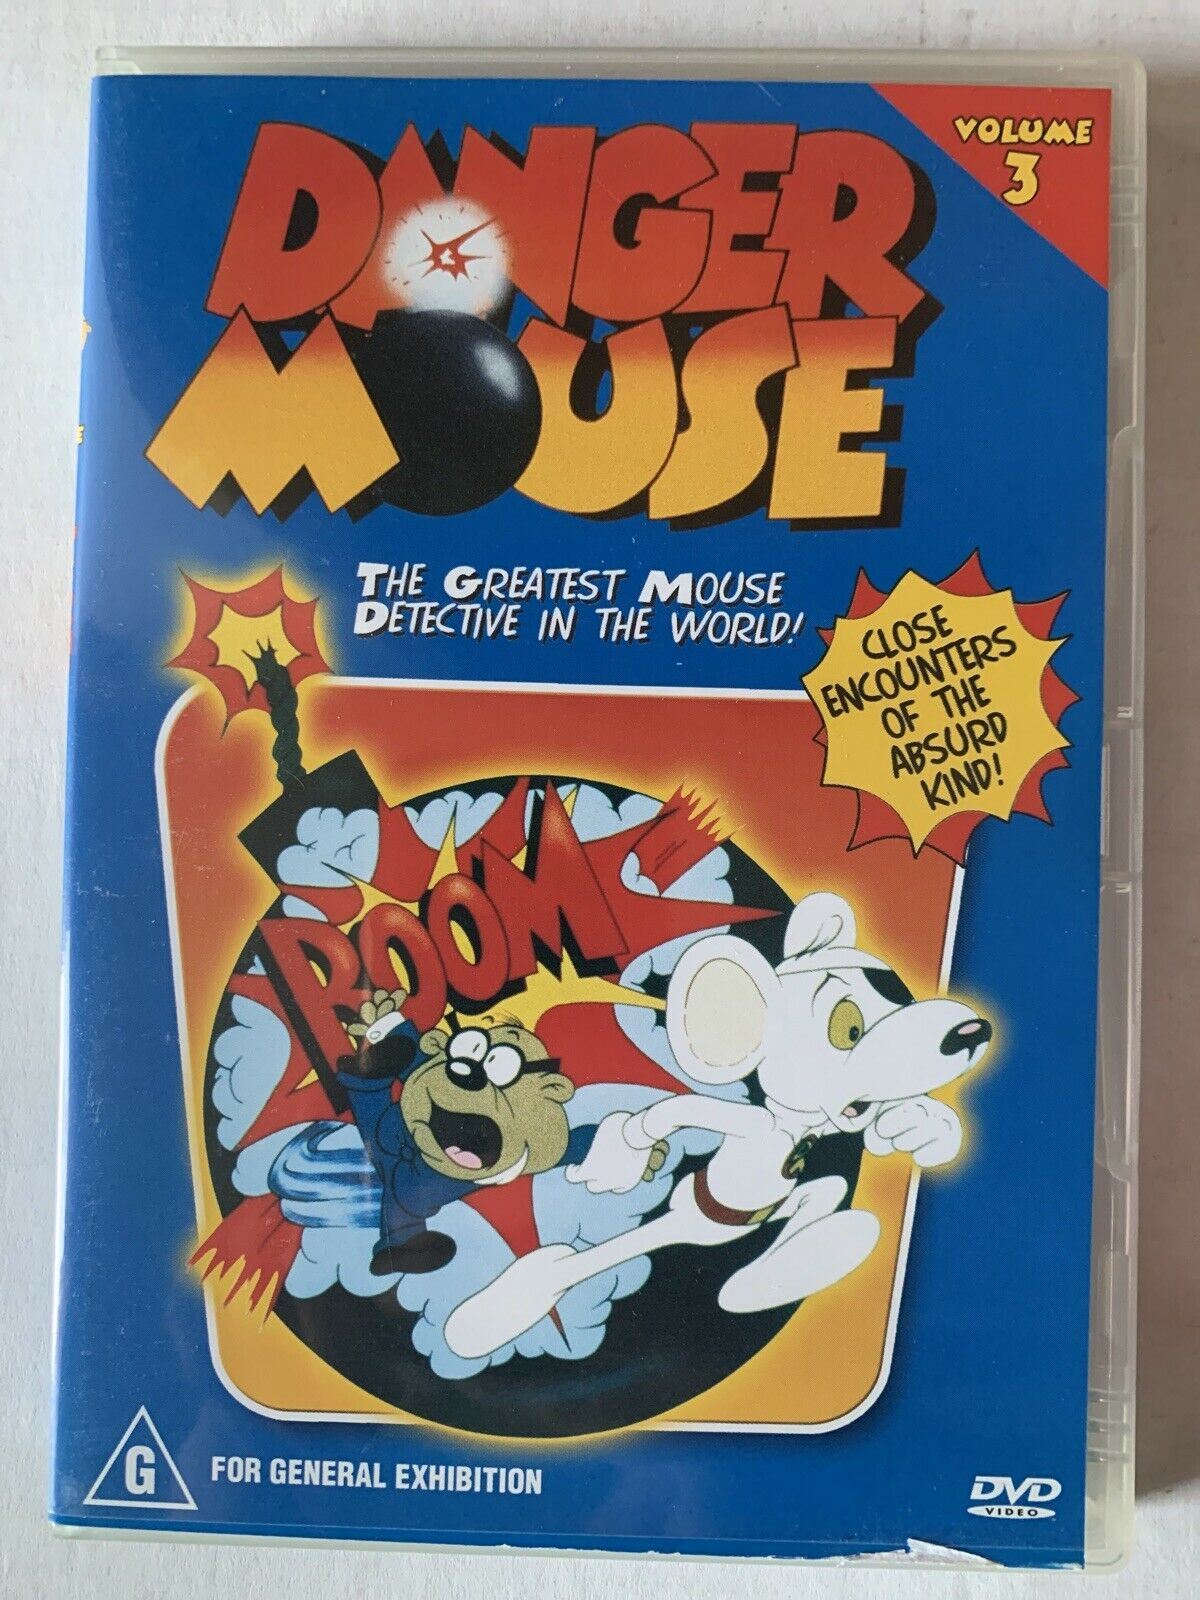 VOLUME
3
DANGER
MOUSE
THE GREATEST MOUSE
DETECTIVE IN THE WORLD!
CLOSE
ENCOUNTERS
OF THE
ABSURD
KIND!
BOOM
G
FOR GENERAL EXHIBITION
DVD
VIDEO